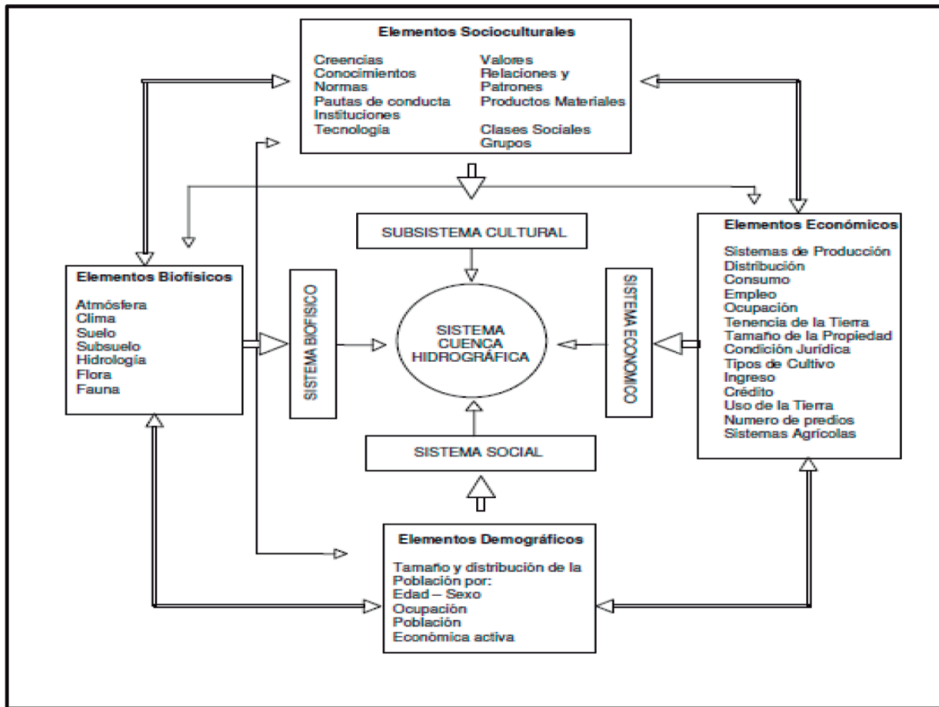 Elementos Socioculturales
Creencias
Conocimientos
Normas
Pautas de conducta
Instituciones
Tecnología
Valores
Relaciones y
Patrones
Productos Materiales
Clases Sociales
Grupos
SUBSISTEMA CULTURAL
Elementos Biofísicos
Atmósfera
Clima
Suelo
Subsuelo
Hidrología
Flora
Fauna
SISTEMA BIOFISICO
SISTEMA
CUENCA
HIDROGRÁFICA
SISTEMA ECONOMICO
Elementos Económicos
Sistemas de Producción
Distribución
Consumo
Empleo
Ocupación
Tenencia de la Tierra
Tamaño de la Propiedad
Condición Jurídica
Tipos de Cultivo
Ingreso
Crédito
Uso de la Tierra
Numero de predios
Sistemas Agrícolas
SISTEMA SOCIAL
Elementos Demográficos
Tamaño y distribución de la
Población por:
Edad – Sexo
Ocupación
Población
Económica activa